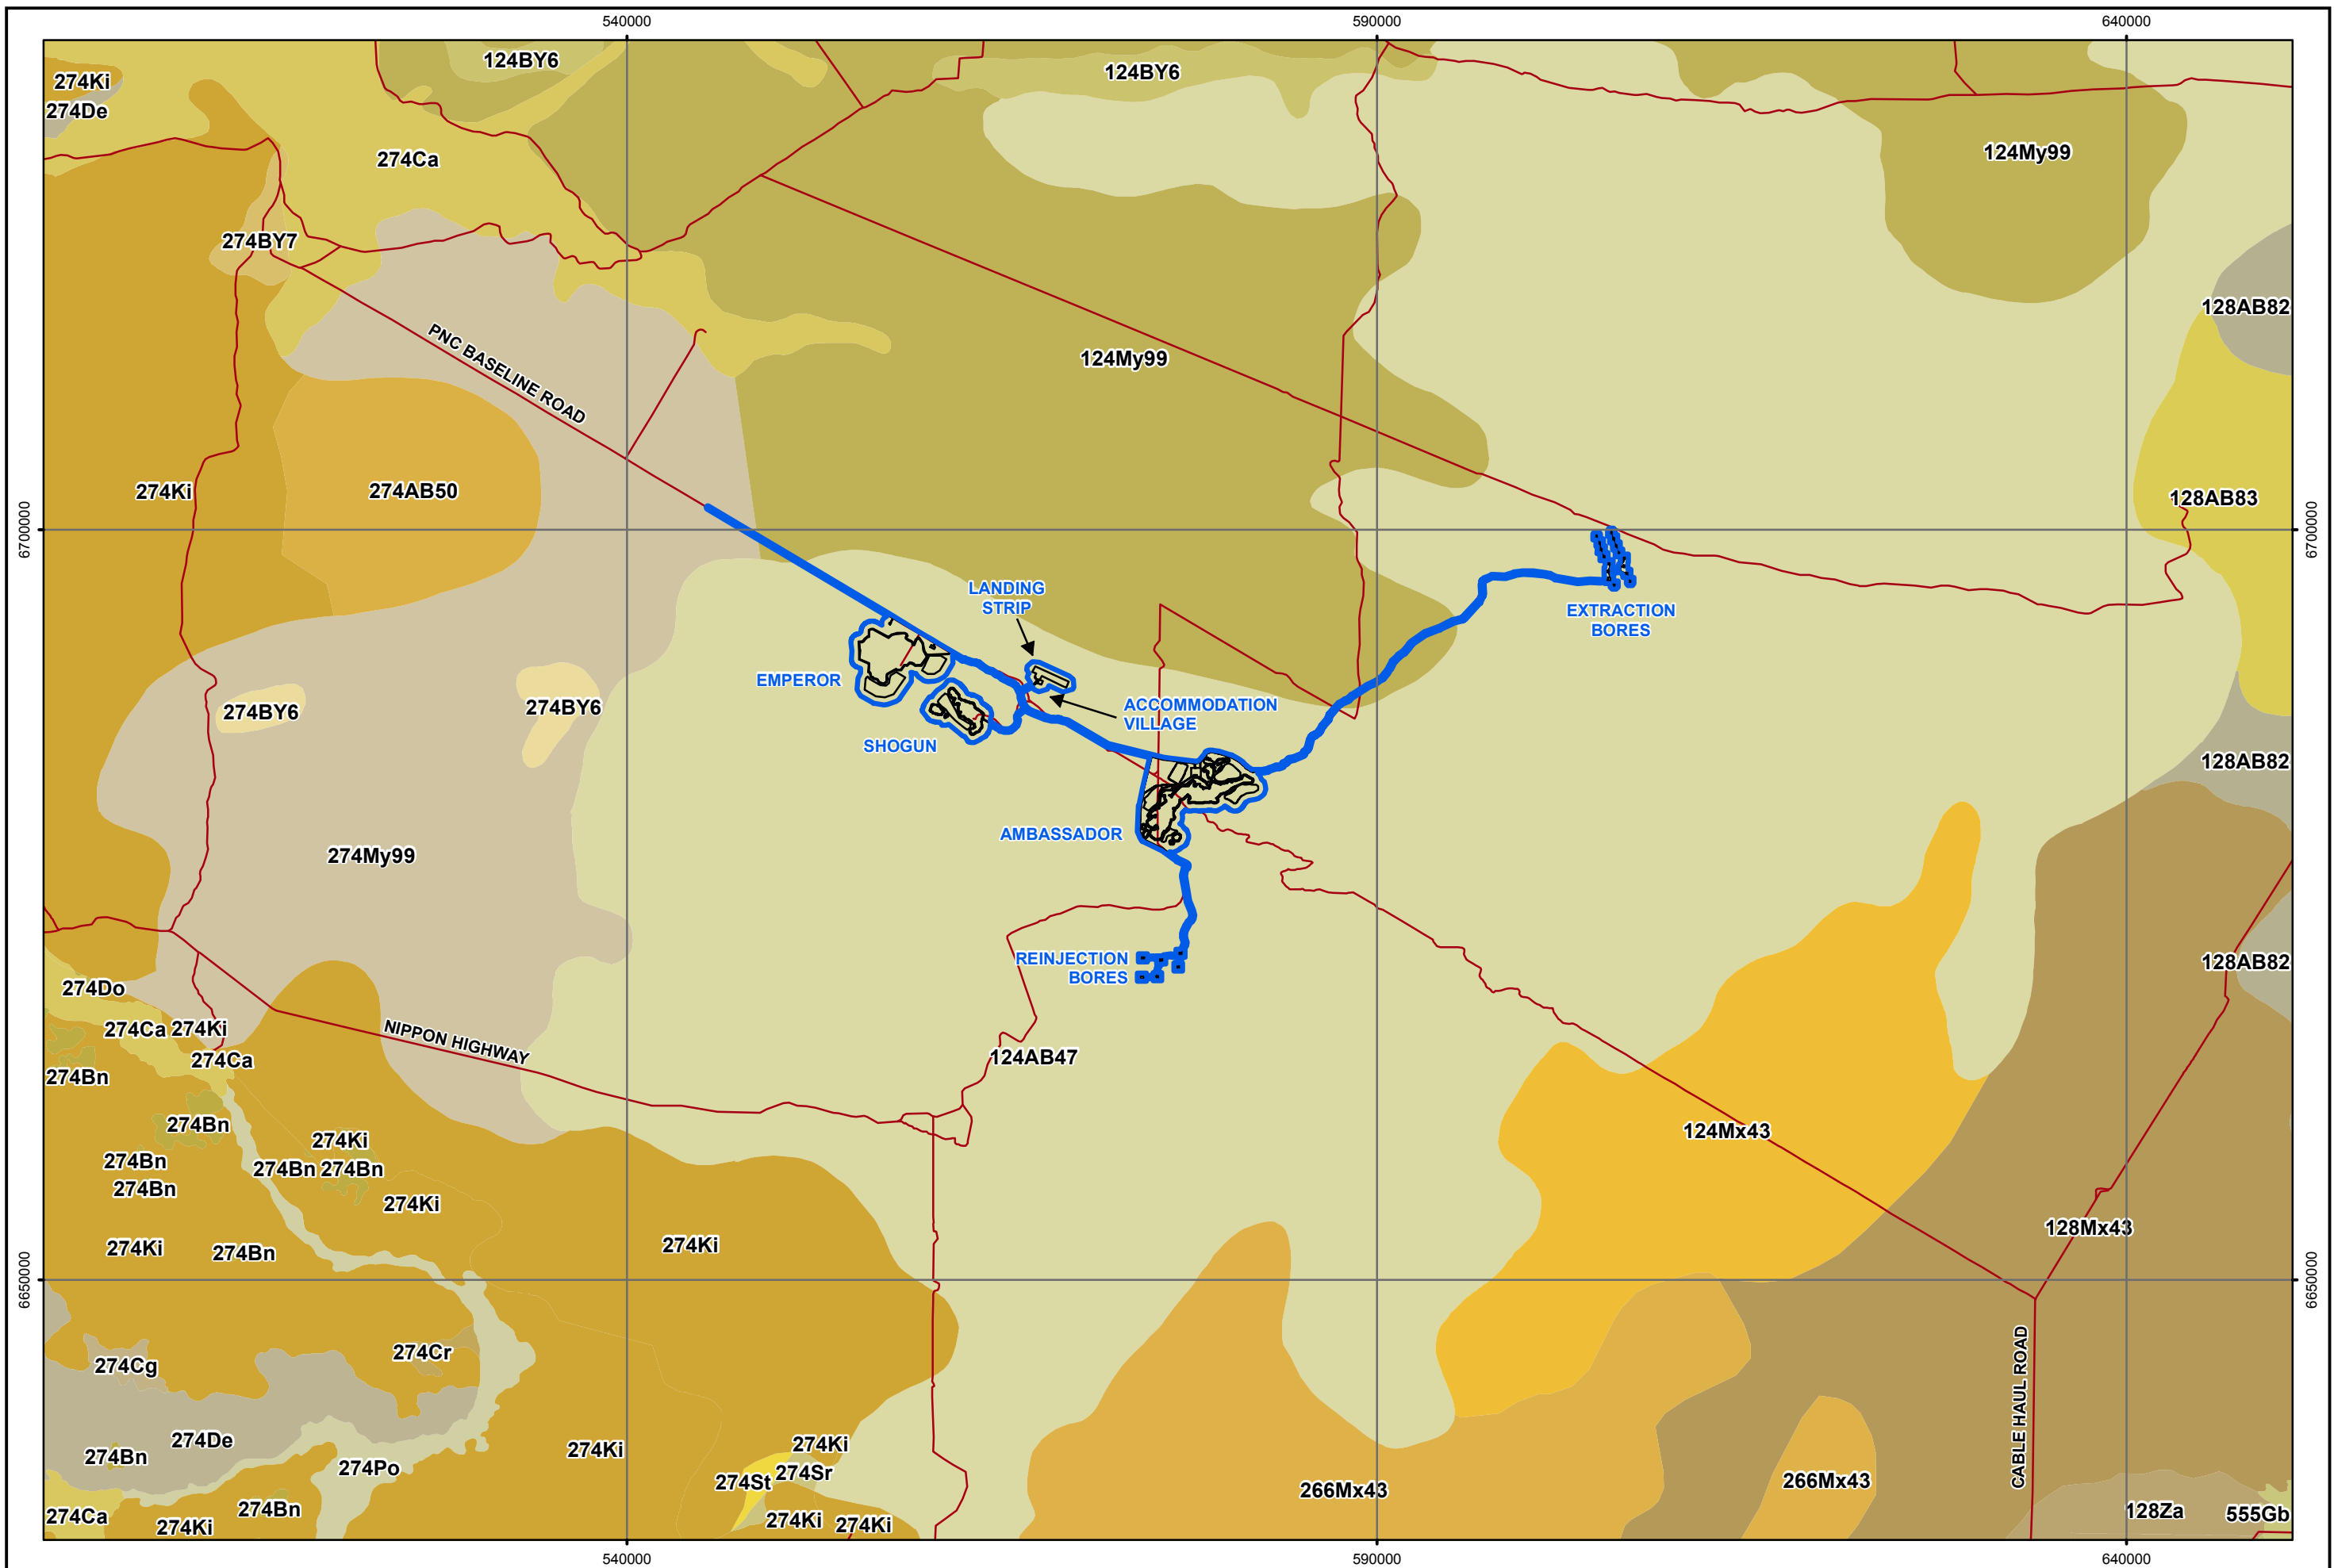 540000
590000
640000
124BY6
124BY6
274Ki
274De
274Ca
124My99
274BY7
128AB82
PNC BASELINE ROAD
124My99
274Ki
274AB50
128AB83
6700000
6700000
LANDING
STRIP
EXTRACTION
BORES
EMPEROR
ACCOMMODATION
VILLAGE
274BY6
274BY6
SHOGUN
128AB82
AMBASSADOR
274My99
REINJECTION
BORES
128AB82
274Do
274Ca
274Ki
NIPPON HIGHWAY
274Ca
124AB47
274Bn
274Bn
274Ki
124Mx43
274Bn
274Bn
274Bn
274Bn
274Ki
128Mx43
274Ki
274Bn
274Ki
6650000
6650000
274Cg
274Cr
CABLE HAUL ROAD
274De
274Ki
274Ki
274Bn
274Po
274St
274Sr
266Mx43
266Mx43
274Bn
128Za
555Gb
274Ca
274Ki
274Ki
274Ki
540000
590000
640000